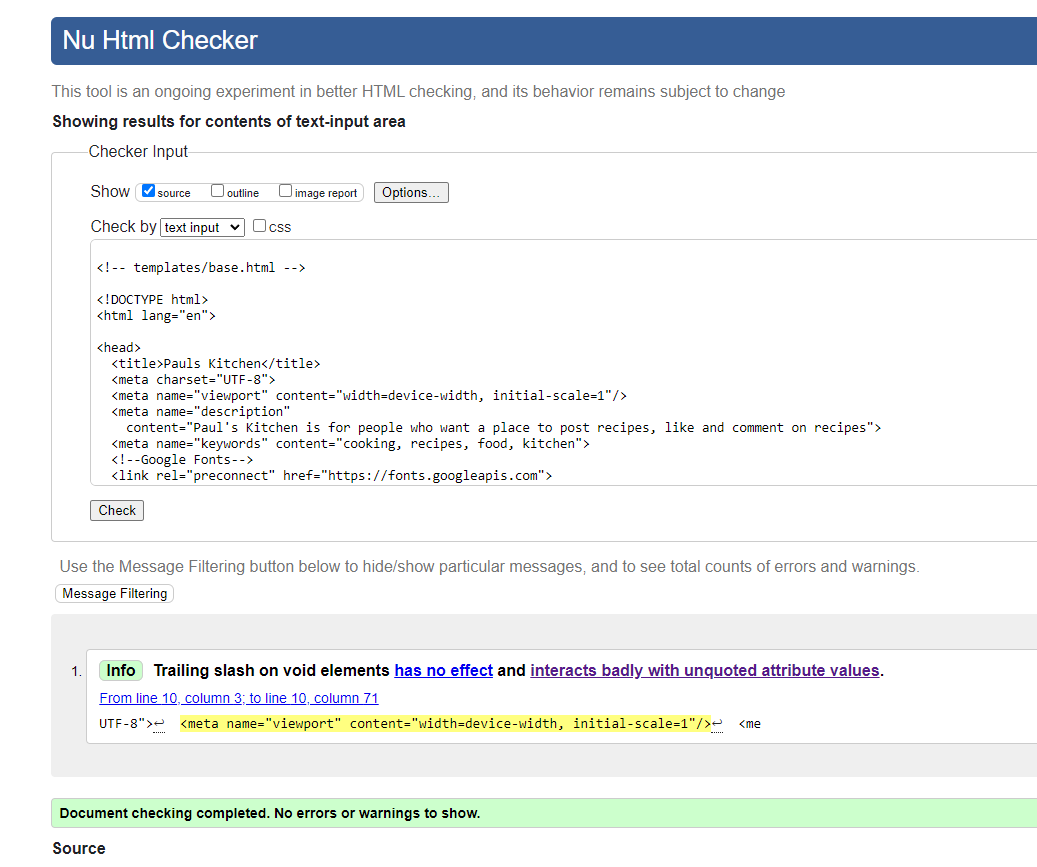 Nu Html Checker
This tool is an ongoing experiment in better HTML checking, and its behavior remains subject to change
Showing results for contents of text-input area
Checker Input
Show source outline image report Options...
Check by text input css
<!-- templates/base.html -->
<!DOCTYPE html>
<html lang="en">
<head>
<title>Pauls Kitchen</title>
<meta charset="UTF-8">
<meta name="viewport" content="width=device-width, initial-scale=1"/>
<meta name="description"
content="Paul's Kitchen is for people who want a place to post recipes, like and comment on recipes">
<meta name="keywords" content="cooking, recipes, food, kitchen">
<!--Google Fonts-->
<link rel="preconnect" href="https://fonts.googleapis.com">
Check
Use the Message Filtering button below to hide/show particular messages, and to see total counts of errors and warnings.
Message Filtering
1. Info Trailing slash on void elements has no effect and interacts badly with unquoted attribute values.
From line 10, column 3; to line 10, column 71
UTF-8">↩ <meta name="viewport" content="width=device-width, initial-scale=1"/>↩ <me
Document checking completed. No errors or warnings to show.
Source